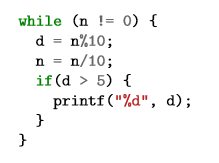 while (n != 0) {
  d = n%10;
  n = n/10;
  if(d > 5) {
    printf("%d", d);
  }
}